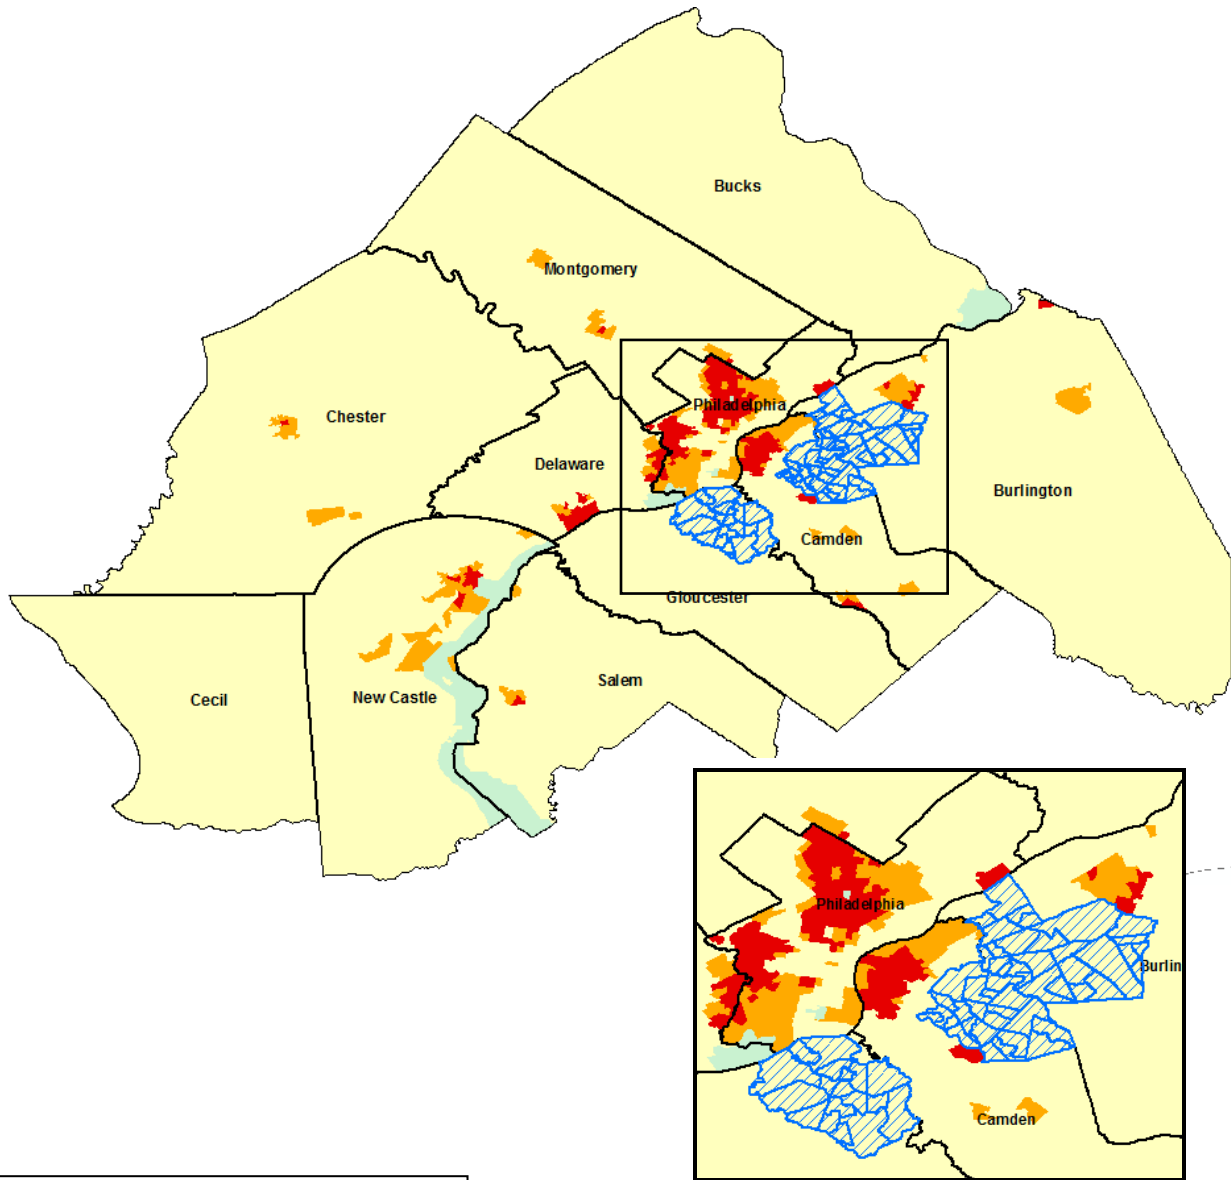 Bucks
Montgomery
Chester
Philadelphia
Delaware
Burlington
Camden
Gloucester
Salem
Cecil
New Castle
Philadelphia
Burlin
Camden